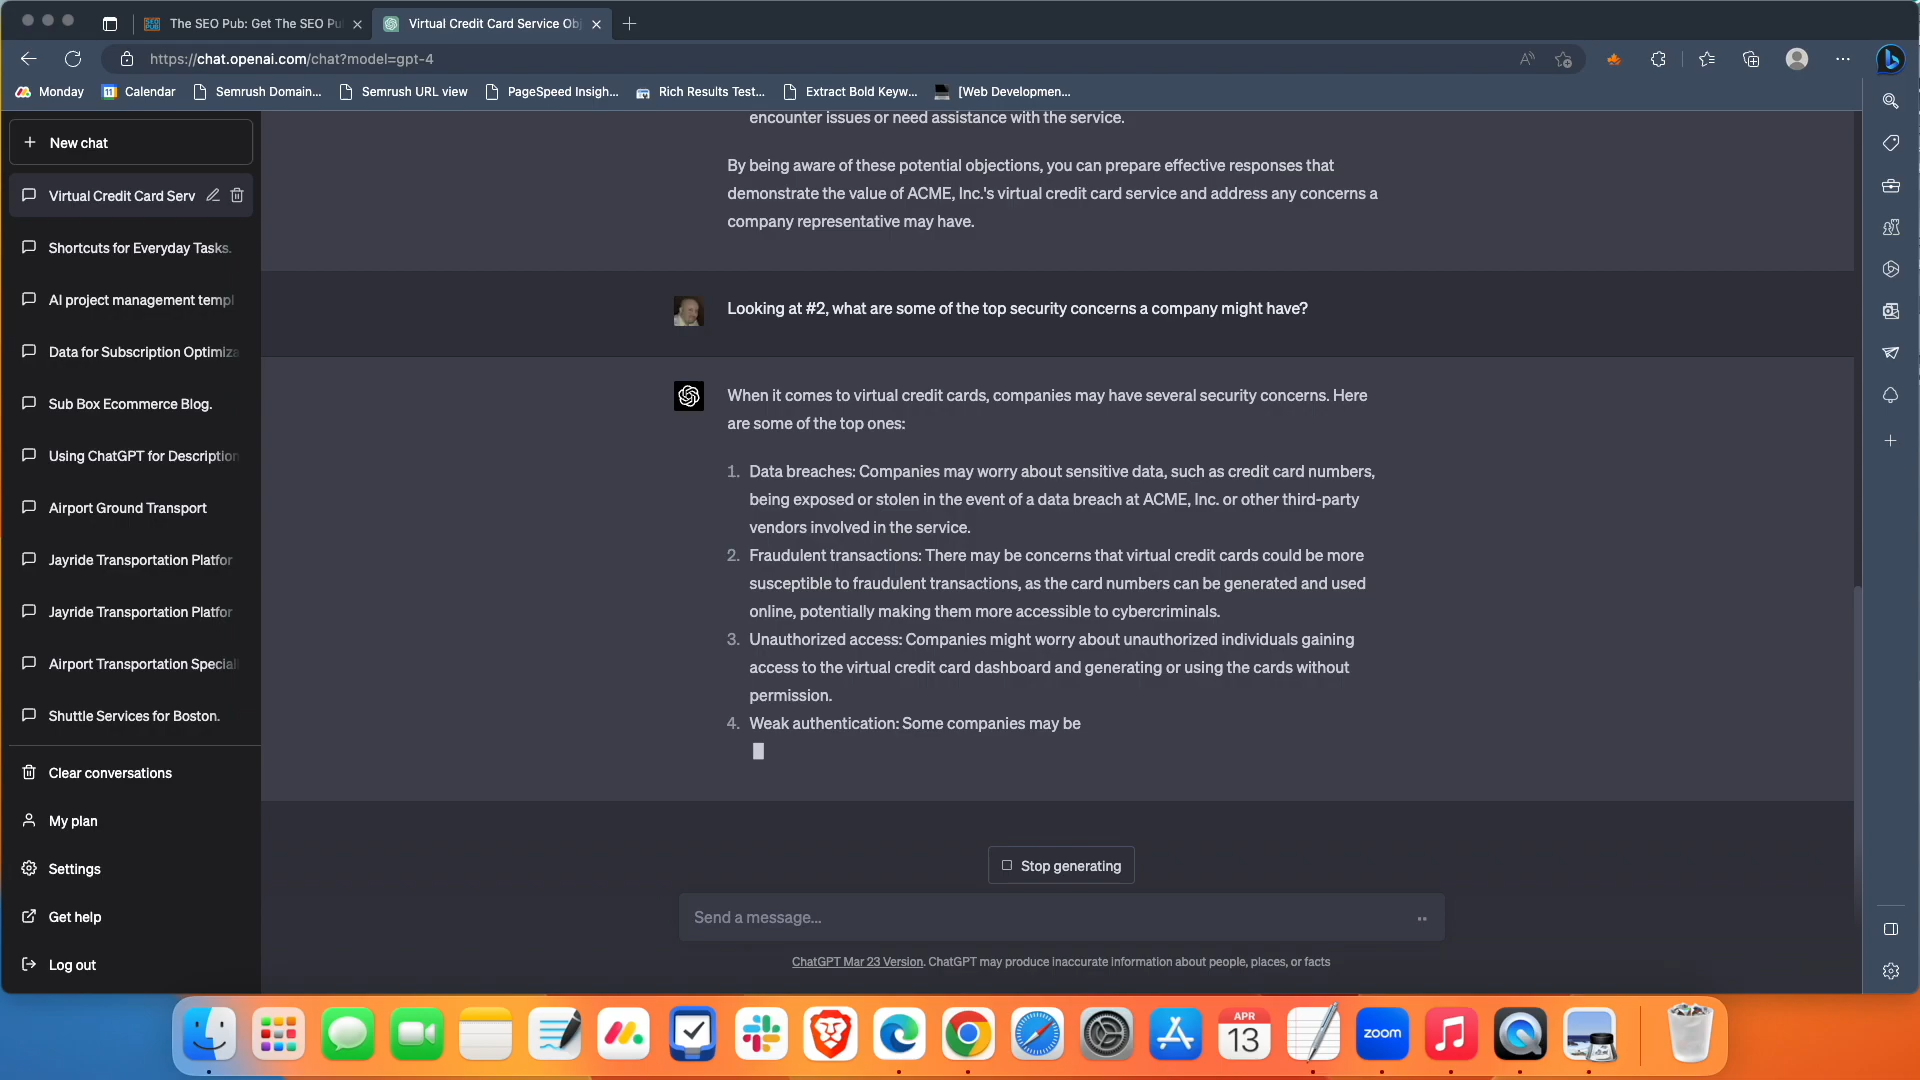 The SEO Pub: Get The SEO Pu
Virtual Credit Card Service Obj
https://chat.openai.com/chat?model=gpt-4
Monday
Calendar
Semrush Domain...
Semrush URL view
PageSpeed Insigh...
Rich Results Test...
Extract Bold Keyw...
[Web Developmen...
New chat
Virtual Credit Card Serv
Shortcuts for Everyday Tasks.
AI project management templ
Data for Subscription Optimiza
Sub Box Ecommerce Blog.
Using ChatGPT for Description
Airport Ground Transport
Jayride Transportation Platfor
Jayride Transportation Platfor
Airport Transportation Speciali
Shuttle Services for Boston.
Clear conversations
My plan
Settings
Get help
Log out
encounter issues or need assistance with the service.
By being aware of these potential objections, you can prepare effective responses that
demonstrate the value of ACME, Inc.'s virtual credit card service and address any concerns a
company representative may have.
Looking at #2, what are some of the top security concerns a company might have?
When it comes to virtual credit cards, companies may have several security concerns. Here
are some of the top ones:
1. Data breaches: Companies may worry about sensitive data, such as credit card numbers,
being exposed or stolen in the event of a data breach at ACME, Inc. or other third-party
vendors involved in the service.
2. Fraudulent transactions: There may be concerns that virtual credit cards could be more
susceptible to fraudulent transactions, as the card numbers can be generated and used
online, potentially making them more accessible to cybercriminals.
3. Unauthorized access: Companies might worry about unauthorized individuals gaining
access to the virtual credit card dashboard and generating or using the cards without
permission.
4. Weak authentication: Some companies may be
Stop generating
Send a message...
ChatGPT Mar 23 Version. ChatGPT may produce inaccurate information about people, places, or facts
APR
13
zoom